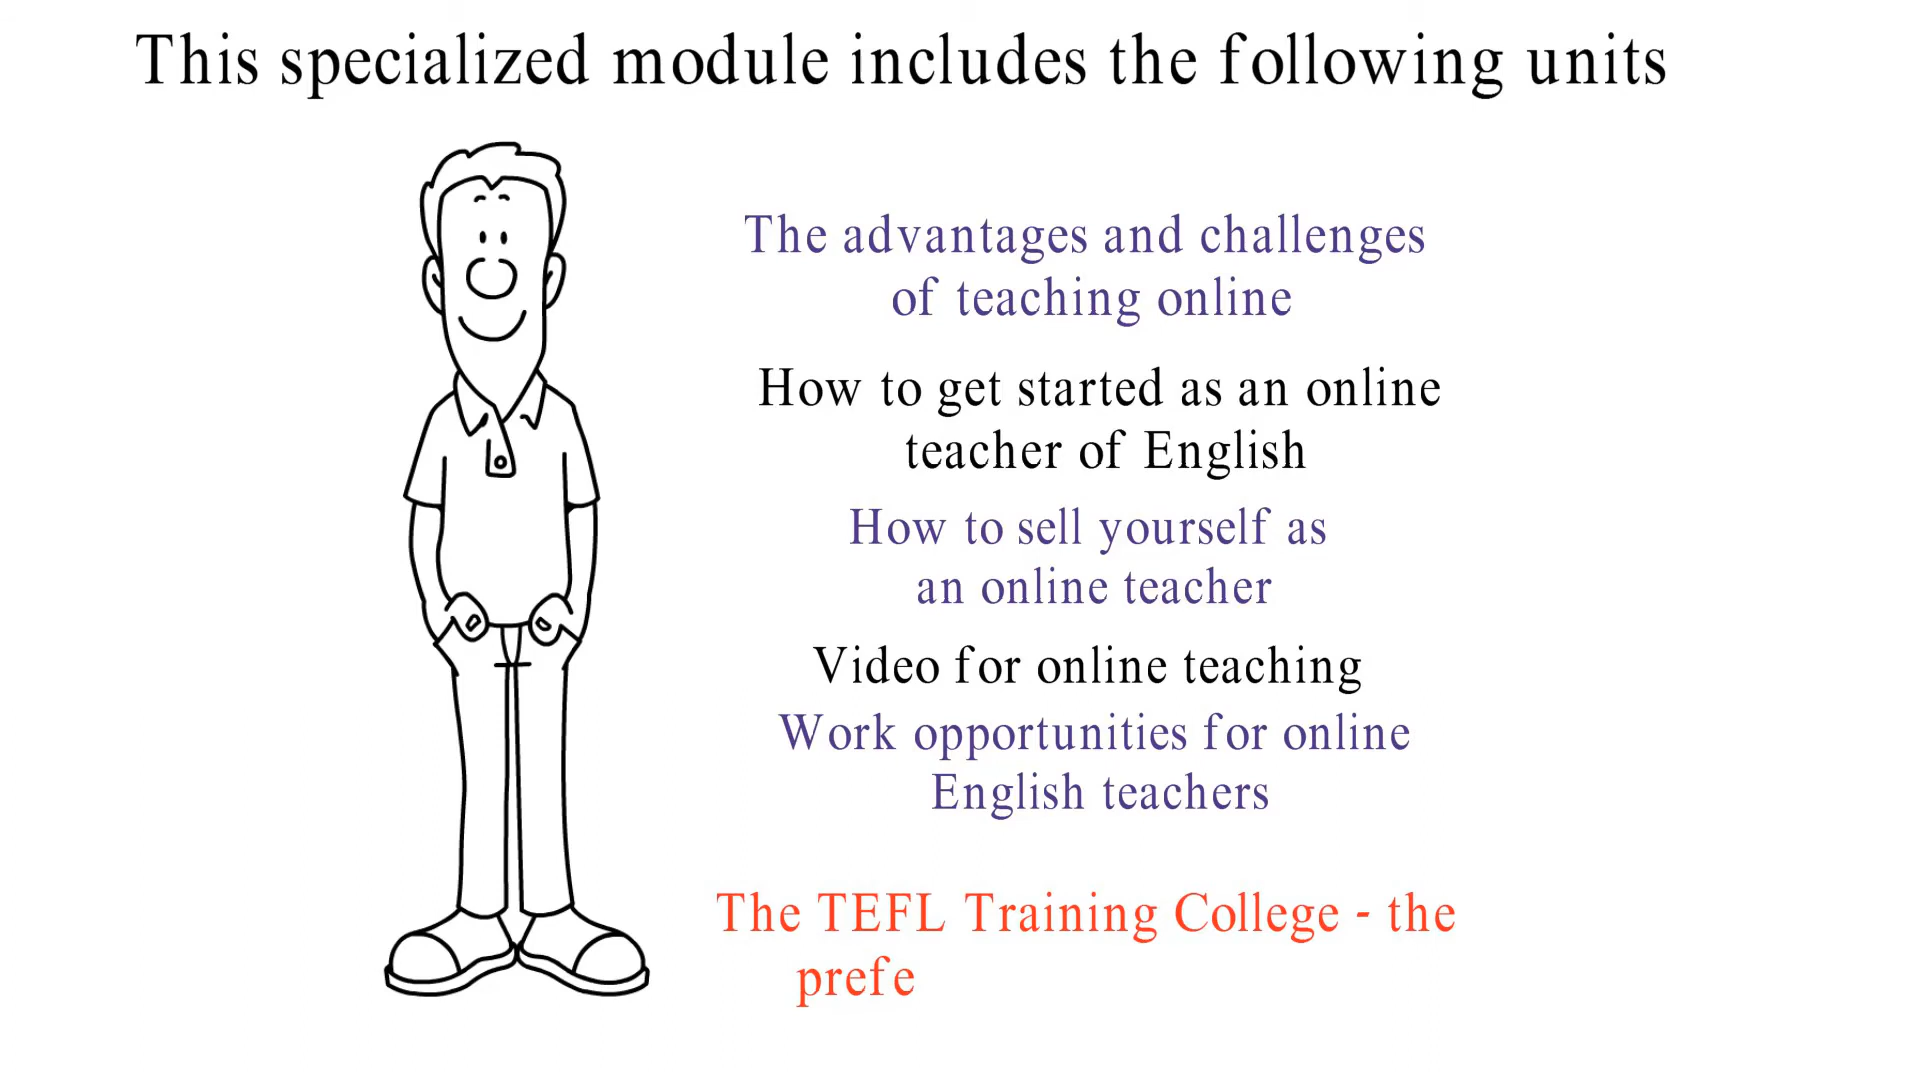 This specialized module includes the following units
The advantages and challenges
of teaching online
How to get started as an online
teacher of English
How to sell yourself as
an online teacher
Video for online teaching
Work opportunities for online
English teachers
The TEFL Training College - the
prefe